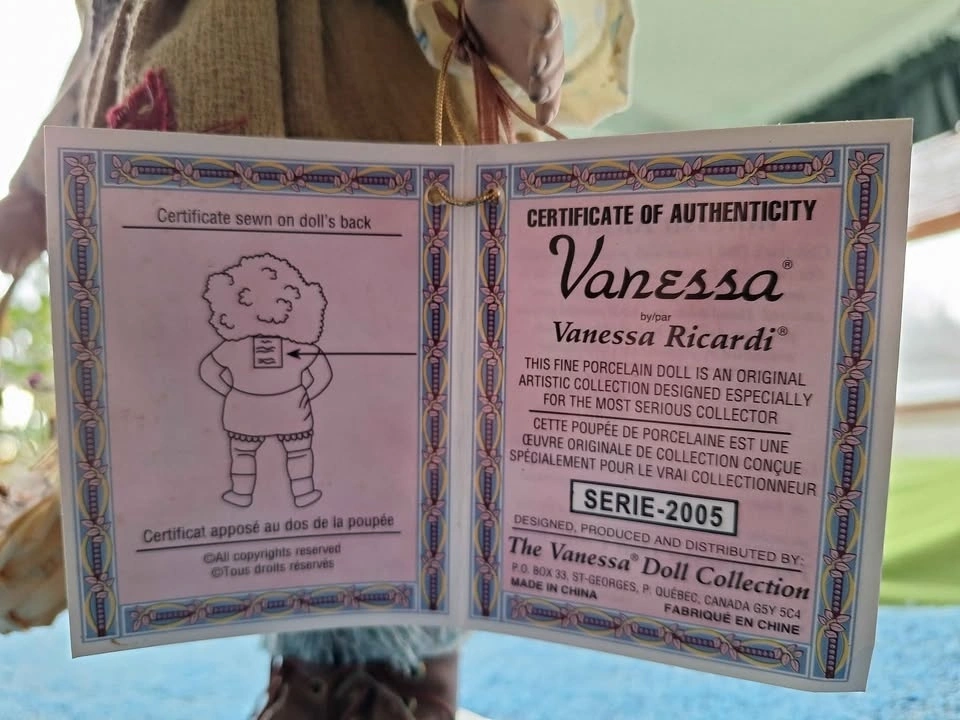 Certificate sewn on doll's back
Certificat apposé au dos de la poupée
©All copyrights reserved
©Tous droits réservés
CERTIFICATE OF AUTHENTICITY
Vanessa®
by/par
Vanessa Ricardi®
THIS FINE PORCELAIN DOLL IS AN ORIGINAL
ARTISTIC COLLECTION DESIGNED ESPECIALLY
FOR THE MOST SERIOUS COLLECTOR
CETTE POUPÉE DE PORCELAINE EST UNE
ŒUVRE ORIGINALE DE COLLECTION CONÇUE
SPÉCIALEMENT POUR LE VRAI COLLECTIONNEUR
SERIE-2005
DESIGNED, PRODUCED AND DISTRIBUTED BY:
The Vanessa® Doll Collection
P.O. BOX 33, ST-GEORGES, P. QUÉBEC, CANADA G5Y 5C4
MADE IN CHINA
FABRIQUÉ EN CHINE